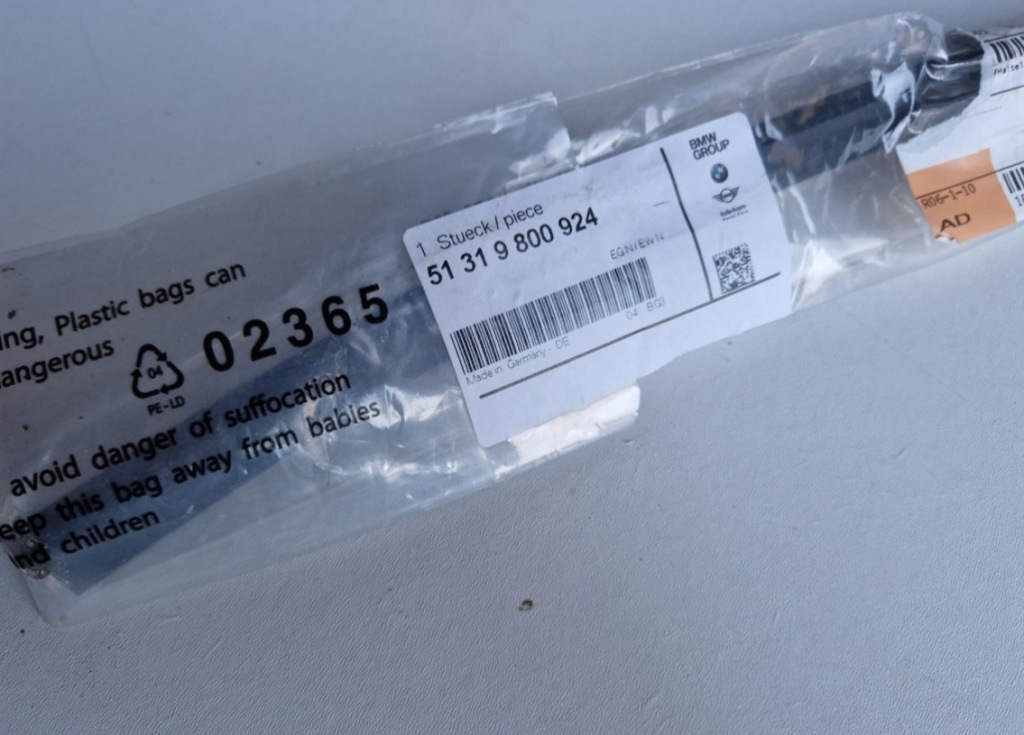 ing, Plastic bags can
dangerous
04
PE-LD
02365
avoid danger of suffocation
eep this bag away from babies
nd children
1 Stueck / piece
51 31 9 800 924
EGN/EWN
04 BG2
Made in Germany - DE
BMW
GROUP
R06-1-10
AD